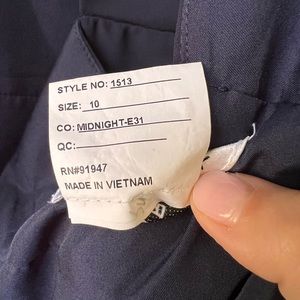 STYLE NO: 1513
SIZE: 10
CO: MIDNIGHT-E31
QC:
RN#91947
MADE IN VIETNAM